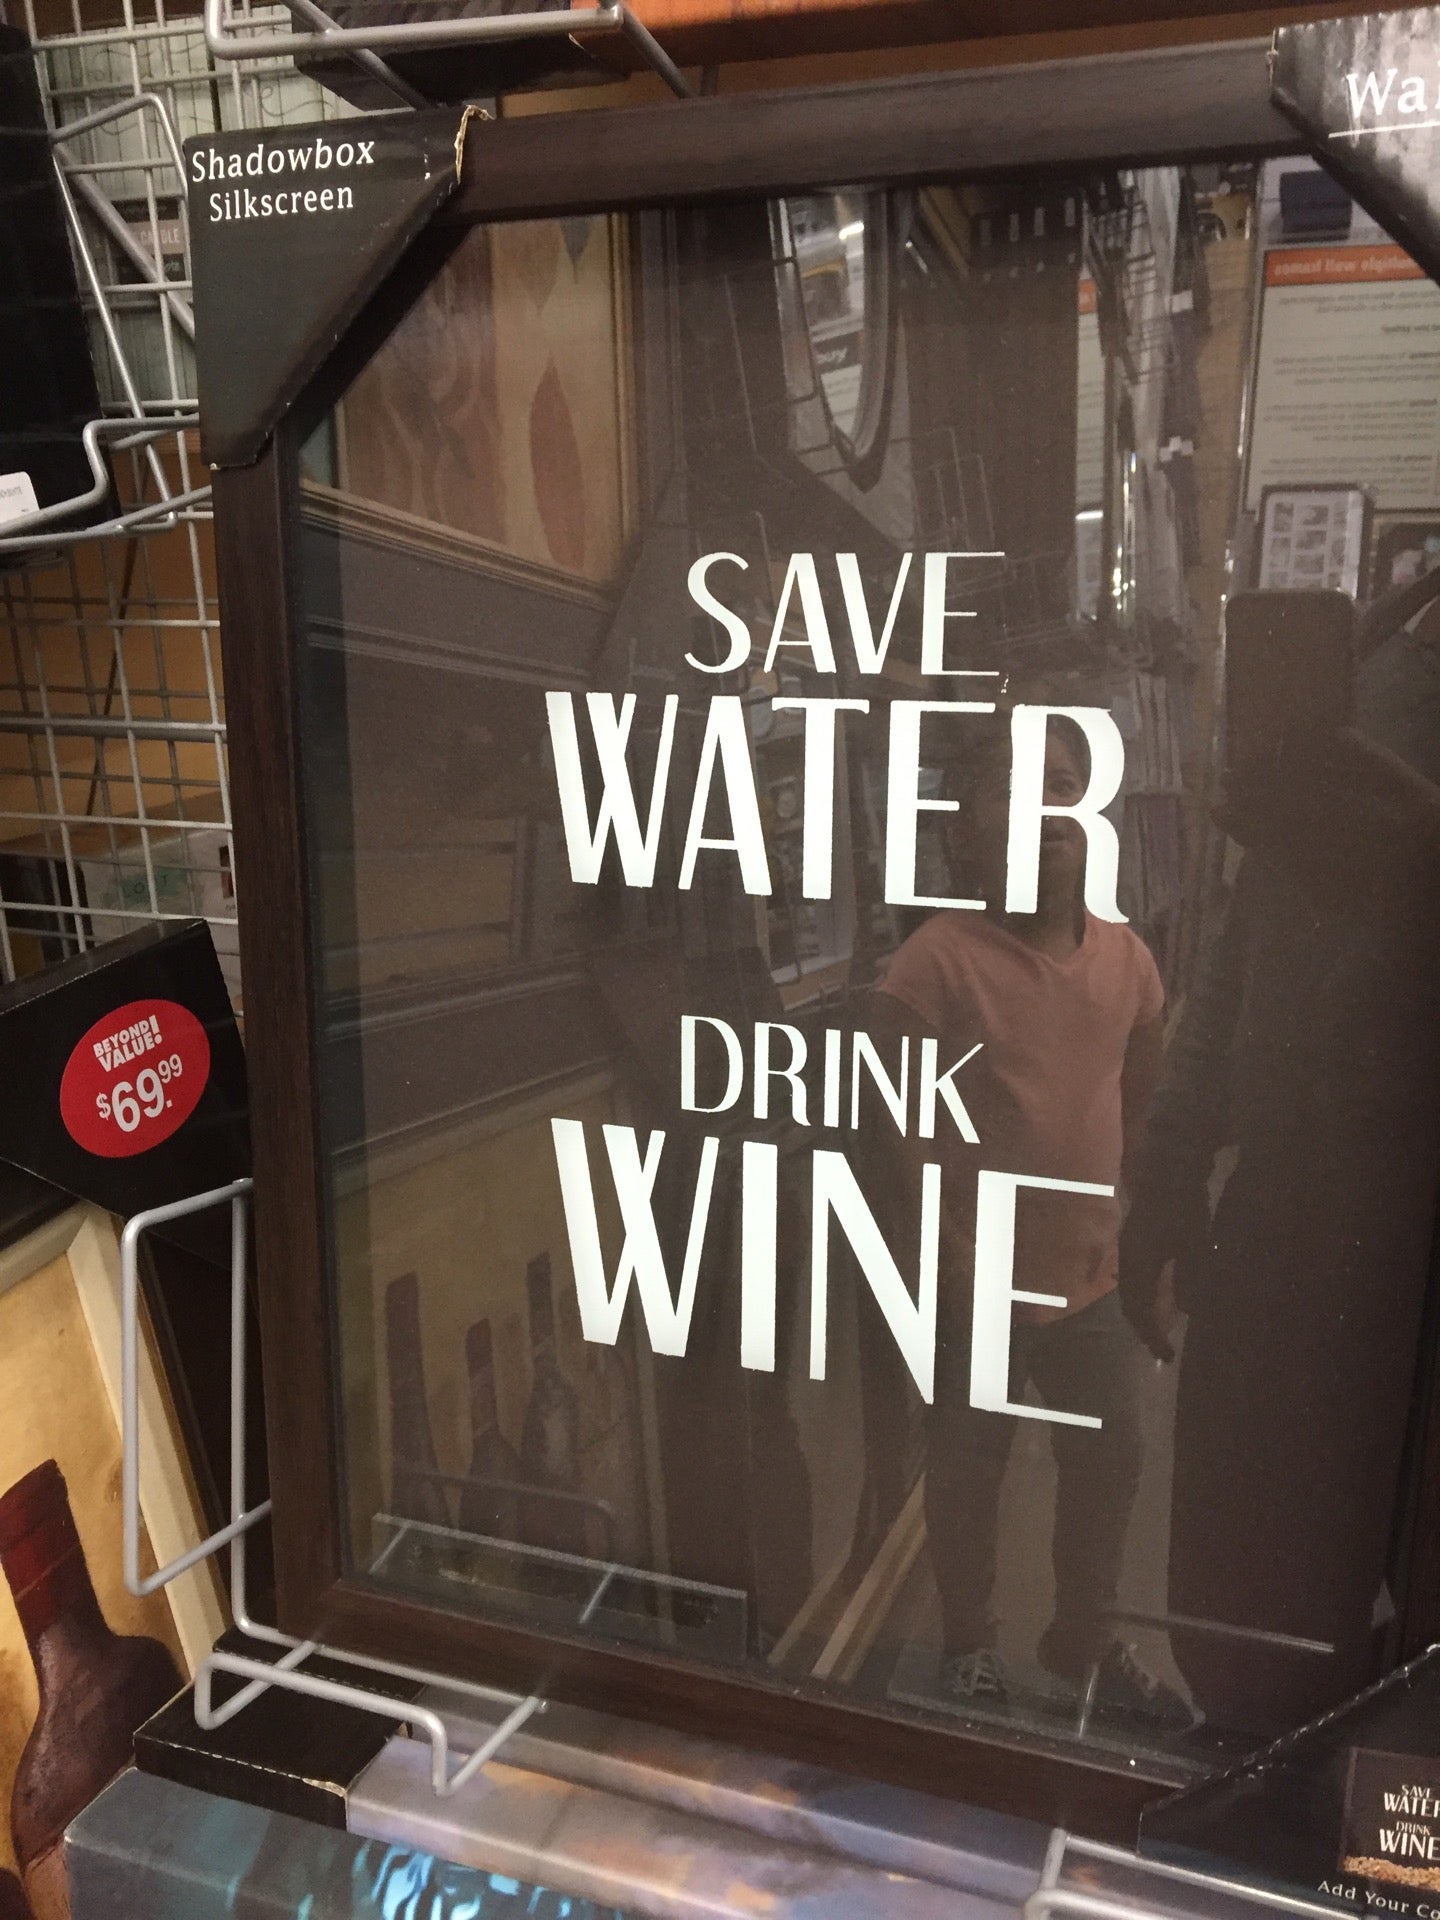 Shadowbox
Silkscreen
SAVE
WATER
DRINK
WINE
BEYOND
VALUE!
$69.99
SAVE
WATER
DRINK
WINE
Add Your